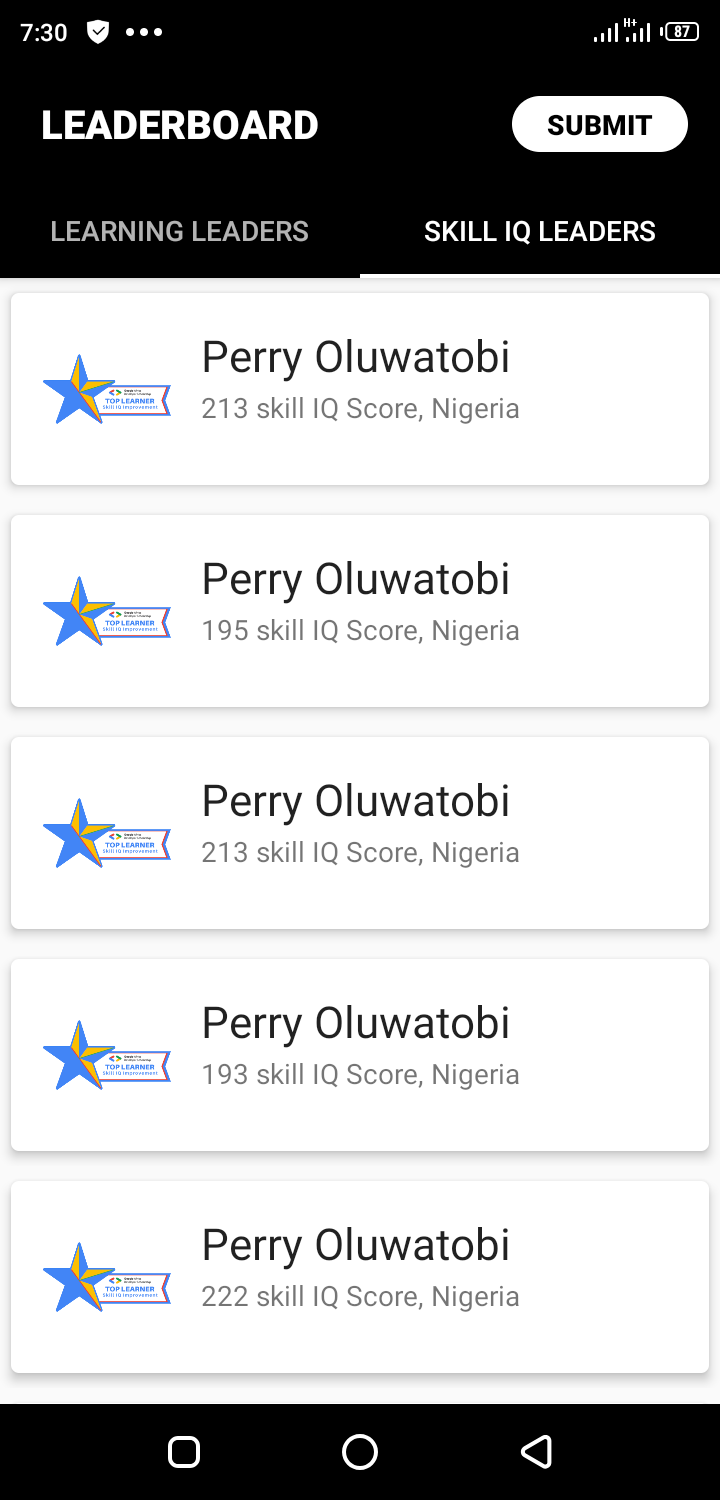 7:30
H+
87
LEADERBOARD
SUBMIT
LEARNING LEADERS
SKILL IQ LEADERS
Perry Oluwatobi
213 skill IQ Score, Nigeria
TOP LEARNER
Skill IQ Improvement
Perry Oluwatobi
195 skill IQ Score, Nigeria
TOP LEARNER
Skill IQ Improvement
Perry Oluwatobi
213 skill IQ Score, Nigeria
TOP LEARNER
Skill IQ Improvement
Perry Oluwatobi
193 skill IQ Score, Nigeria
TOP LEARNER
Skill IQ Improvement
Perry Oluwatobi
222 skill IQ Score, Nigeria
TOP LEARNER
Skill IQ Improvement